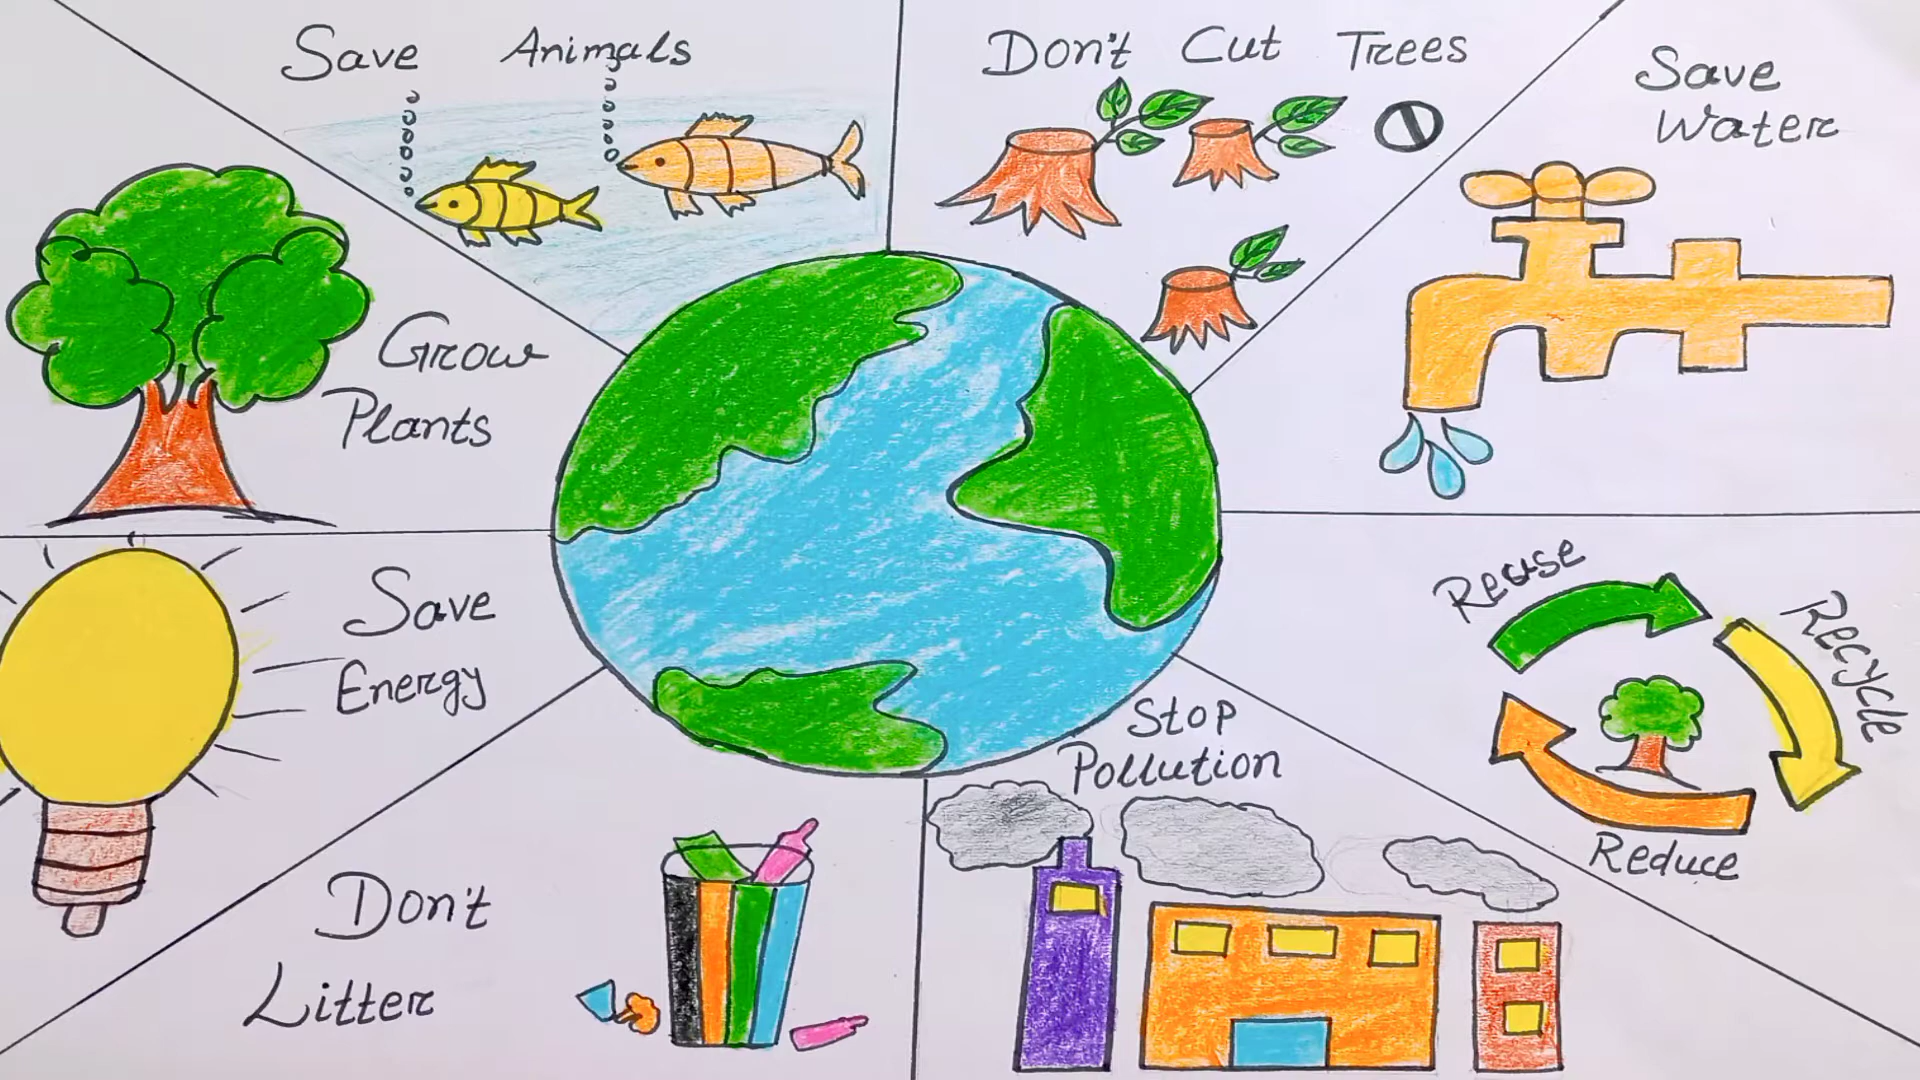 Save Animals
Don't Cut Trees
Save
Water
Grow
Plants
Save
Energy
Reuse
Recycle
Reduce
Stop
Pollution
Don't
Litter